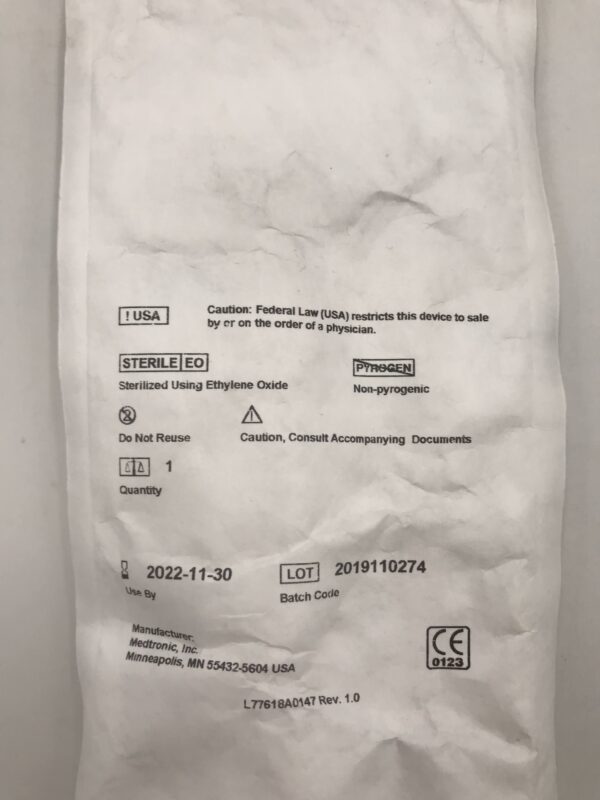 ! USA
Caution: Federal Law (USA) restricts this device to sale
by or on the order of a physician.
STERILE EO
Sterilized Using Ethylene Oxide
PYROGEN
Non-pyrogenic
2
Do Not Reuse
!
Caution, Consult Accompanying Documents
1
Quantity
2022-11-30
Use By
LOT
2019110274
Batch Code
Manufacturer:
Medtronic, Inc.
Minneapolis, MN 55432-5604 USA
CE
0123
L77618A0147 Rev. 1.0